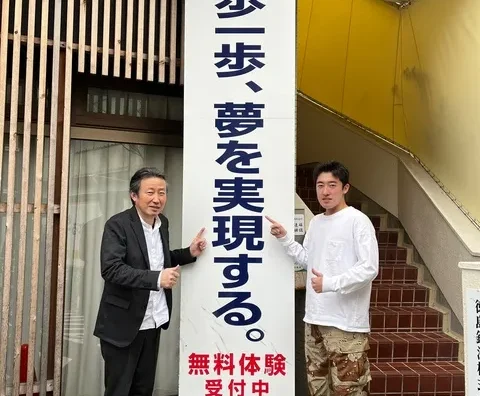 歩一歩、夢を実現する。
無料体験
受付中